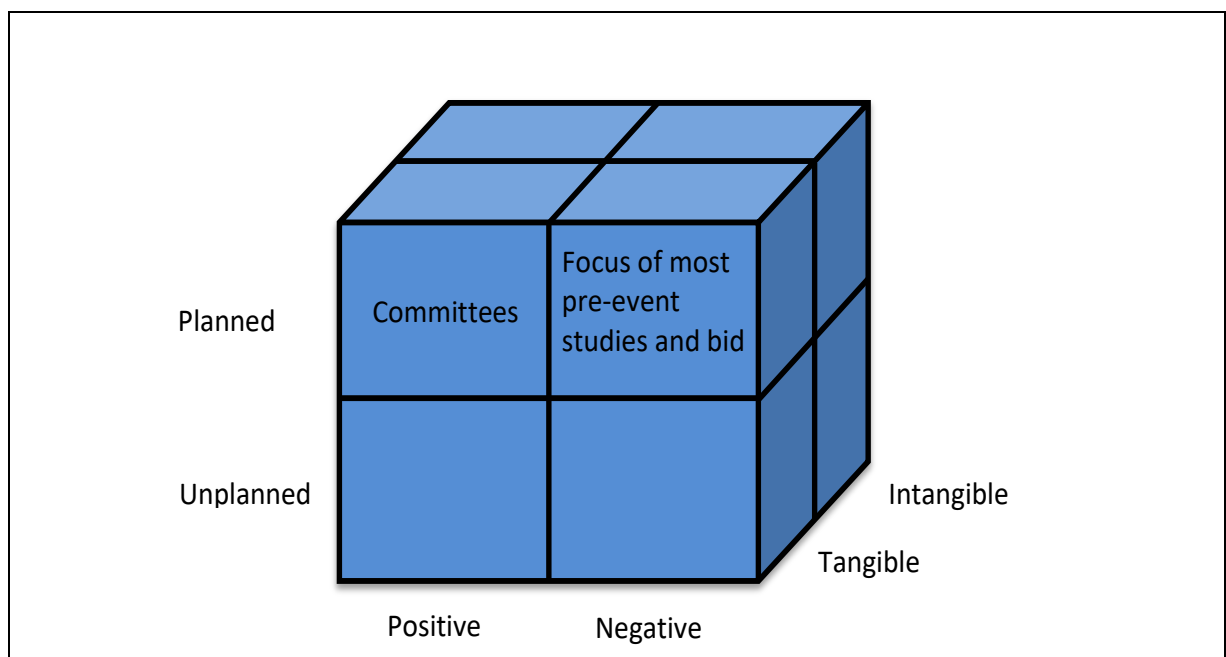 Planned
Committees
Focus of most
pre-event
studies and bid
Unplanned
Intangible
Tangible
Positive
Negative